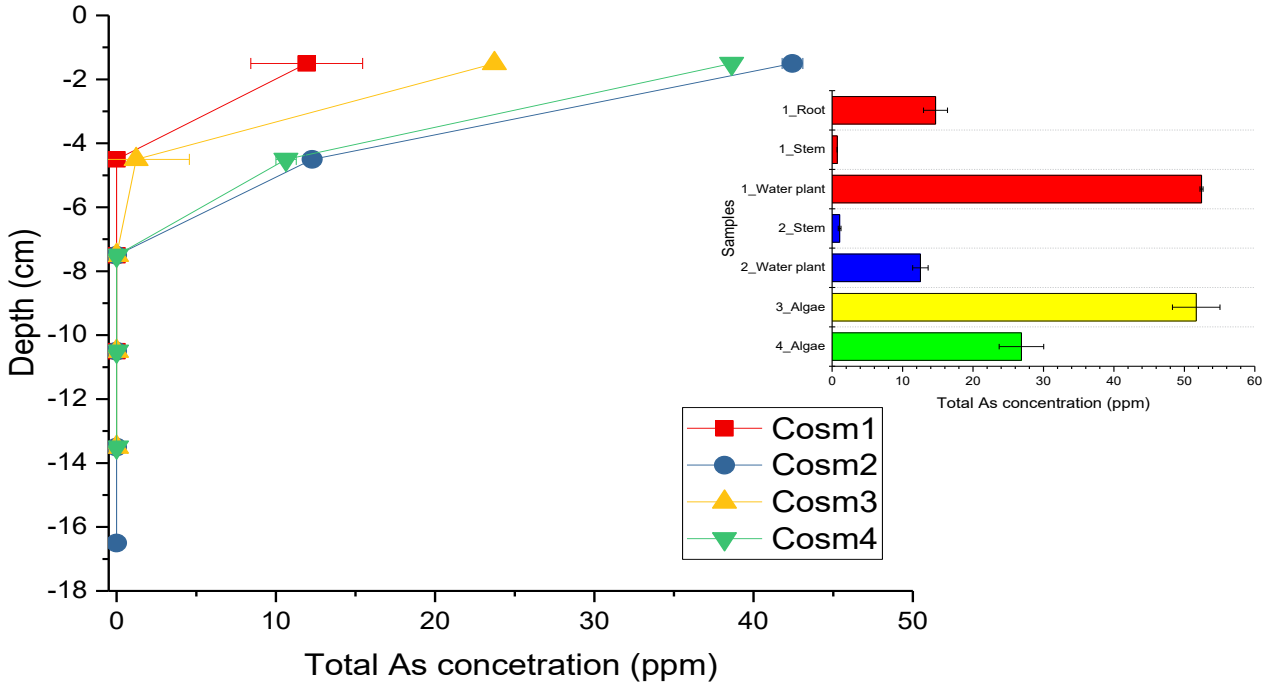 0
-2
-4
-6
-8
-10
-12
-14
-16
-18
Depth (cm)
0 10 20 30 40 50
Total As concetration (ppm)
1_Root
1_Stem
1_Water plant
2_Stem
2_Water plant
3_Algae
4_Algae
Samples
0 10 20 30 40 50 60
Total As concentration (ppm)
Cosm1
Cosm2
Cosm3
Cosm4